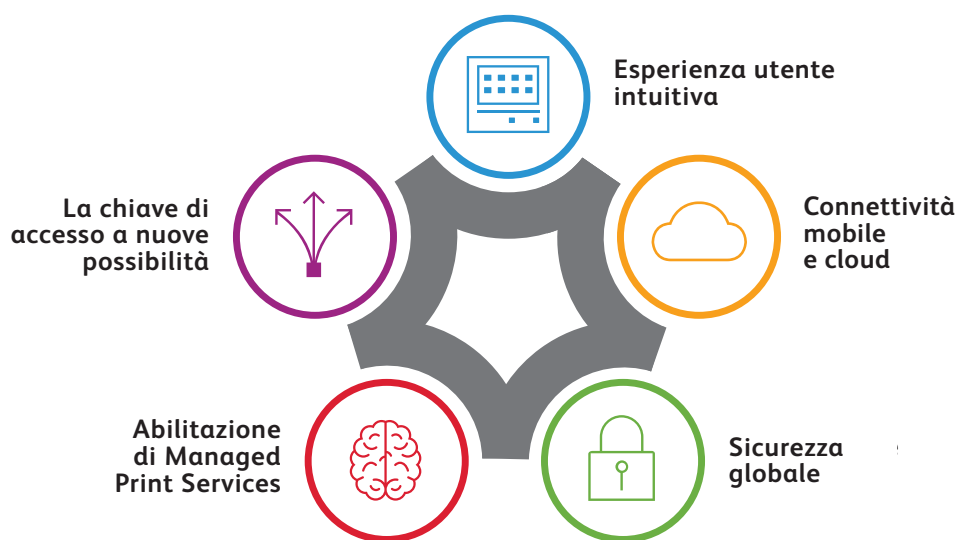 Esperienza utente
intuitiva
La chiave di
accesso a nuove
possibilità
Connettività
mobile
e cloud
Abilitazione
di Managed
Print Services
Sicurezza
globale